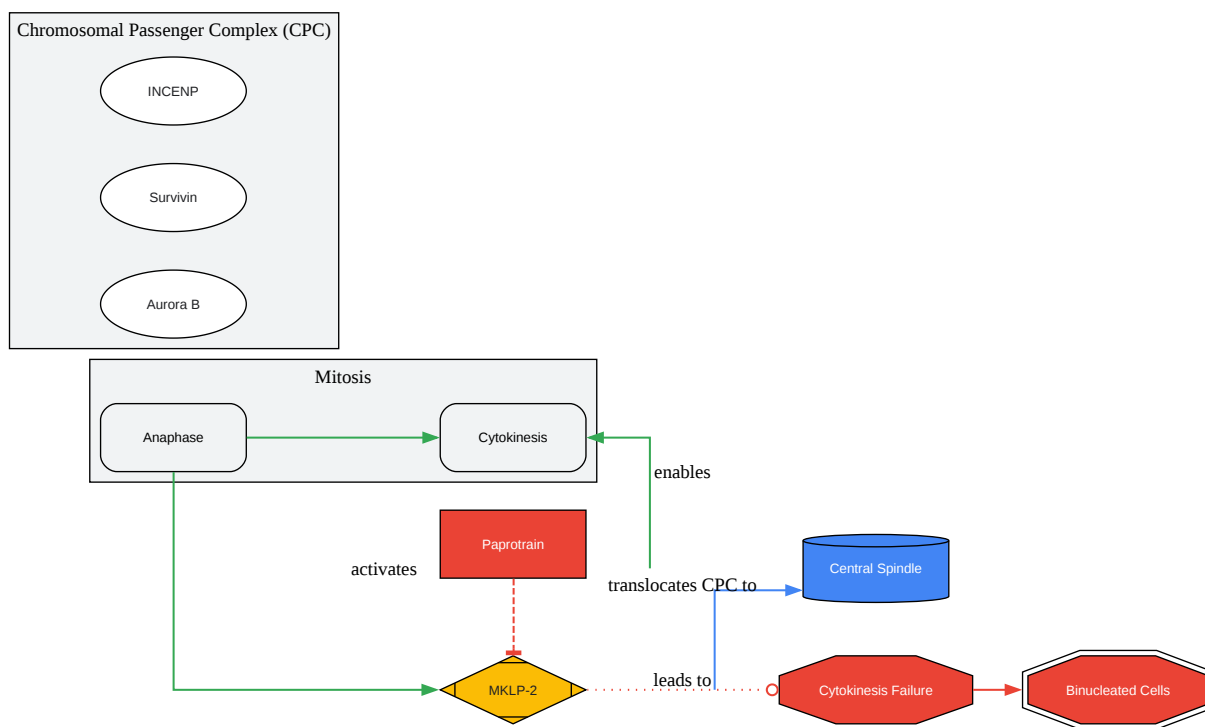 Chromosomal Passenger Complex (CPC)
INCENP
Survivin
Aurora B
Mitosis
Anaphase
Cytokinesis
enables
Paprotrain
activates
translocates CPC to
Central Spindle
MKLP-2
leads to
Cytokinesis Failure
Binucleated Cells